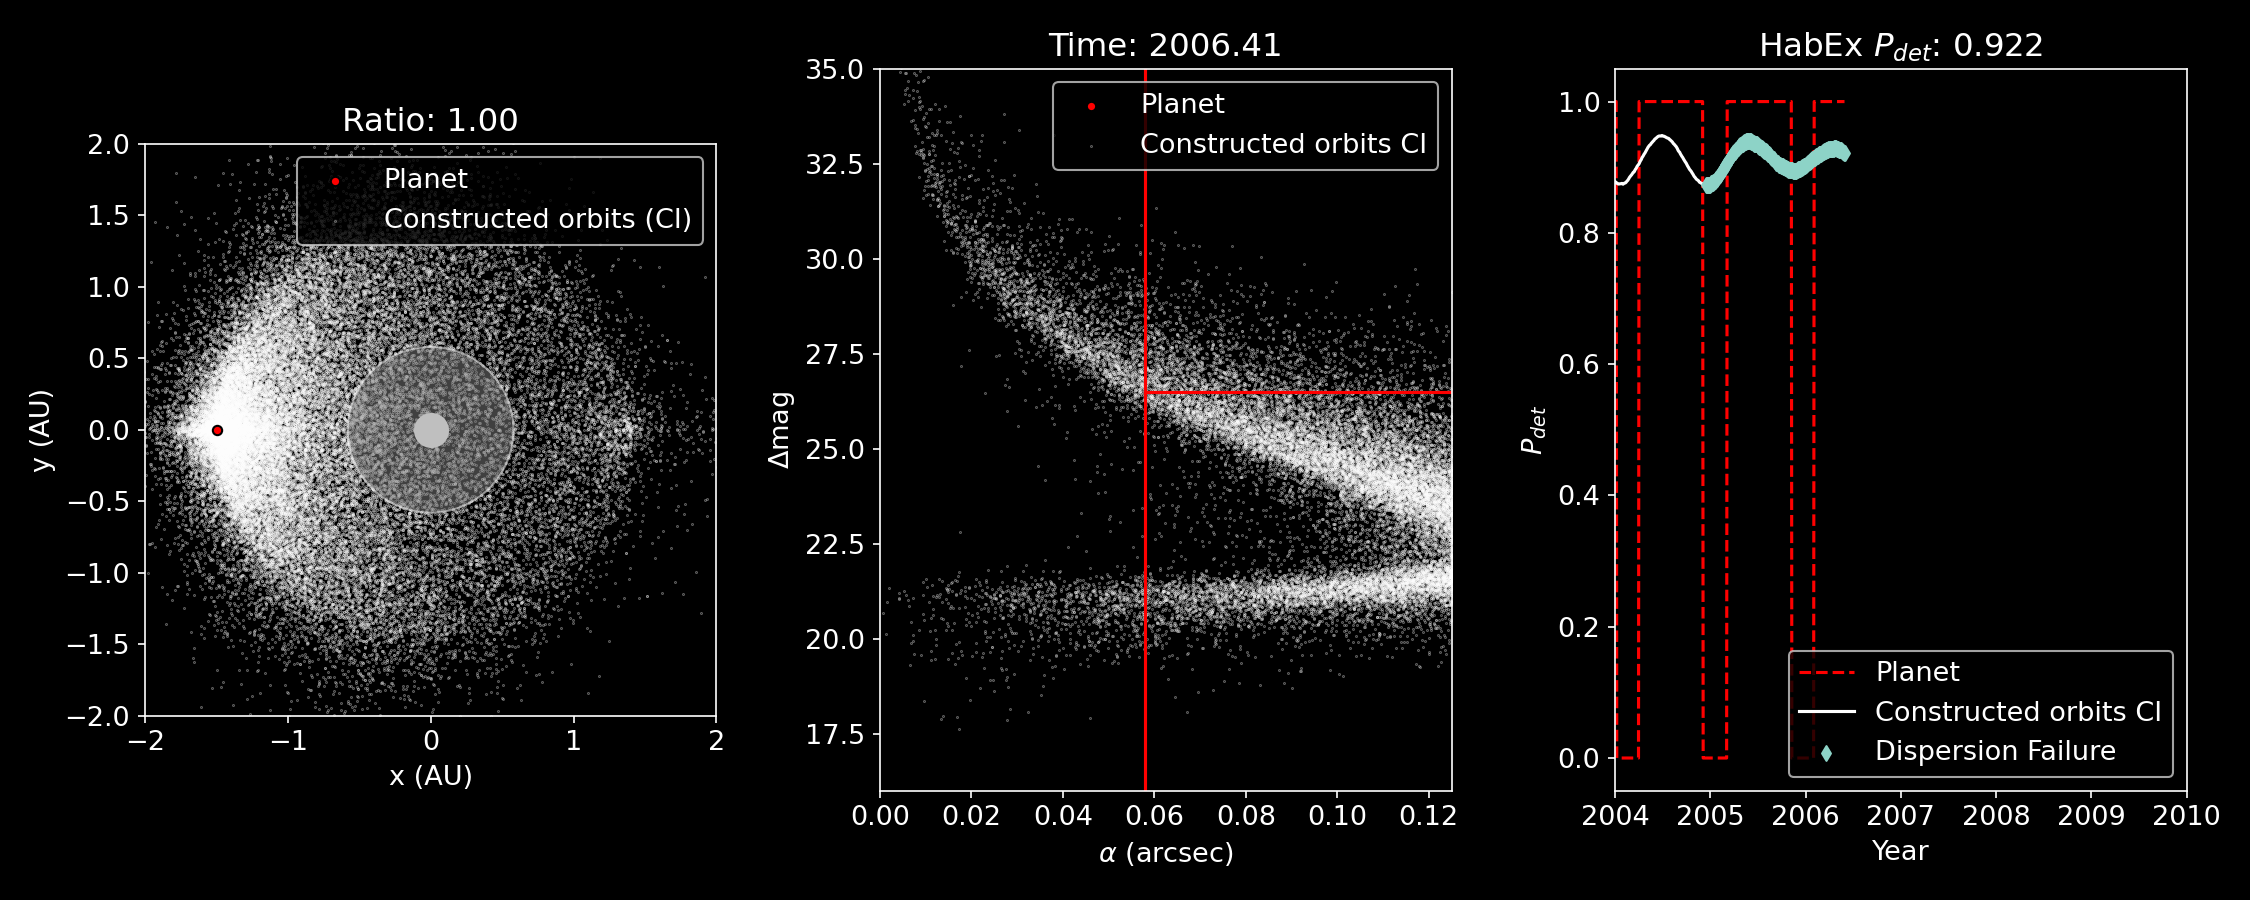 Ratio: 1.00
2.0
1.5
1.0
0.5
0.0
−0.5
−1.0
−1.5
−2.0
y (AU)
−2
−1
0
1
2
x (AU)
Planet
Constructed orbits (CI)
Time: 2006.41
35.0
32.5
30.0
27.5
25.0
22.5
20.0
17.5
Δmag
0.00
0.02
0.04
0.06
0.08
0.10
0.12
α (arcsec)
Planet
Constructed orbits CI
HabEx P_det: 0.922
1.0
0.8
0.6
0.4
0.2
0.0
P_det
2004
2005
2006
2007
2008
2009
2010
Year
Planet
Constructed orbits CI
Dispersion Failure